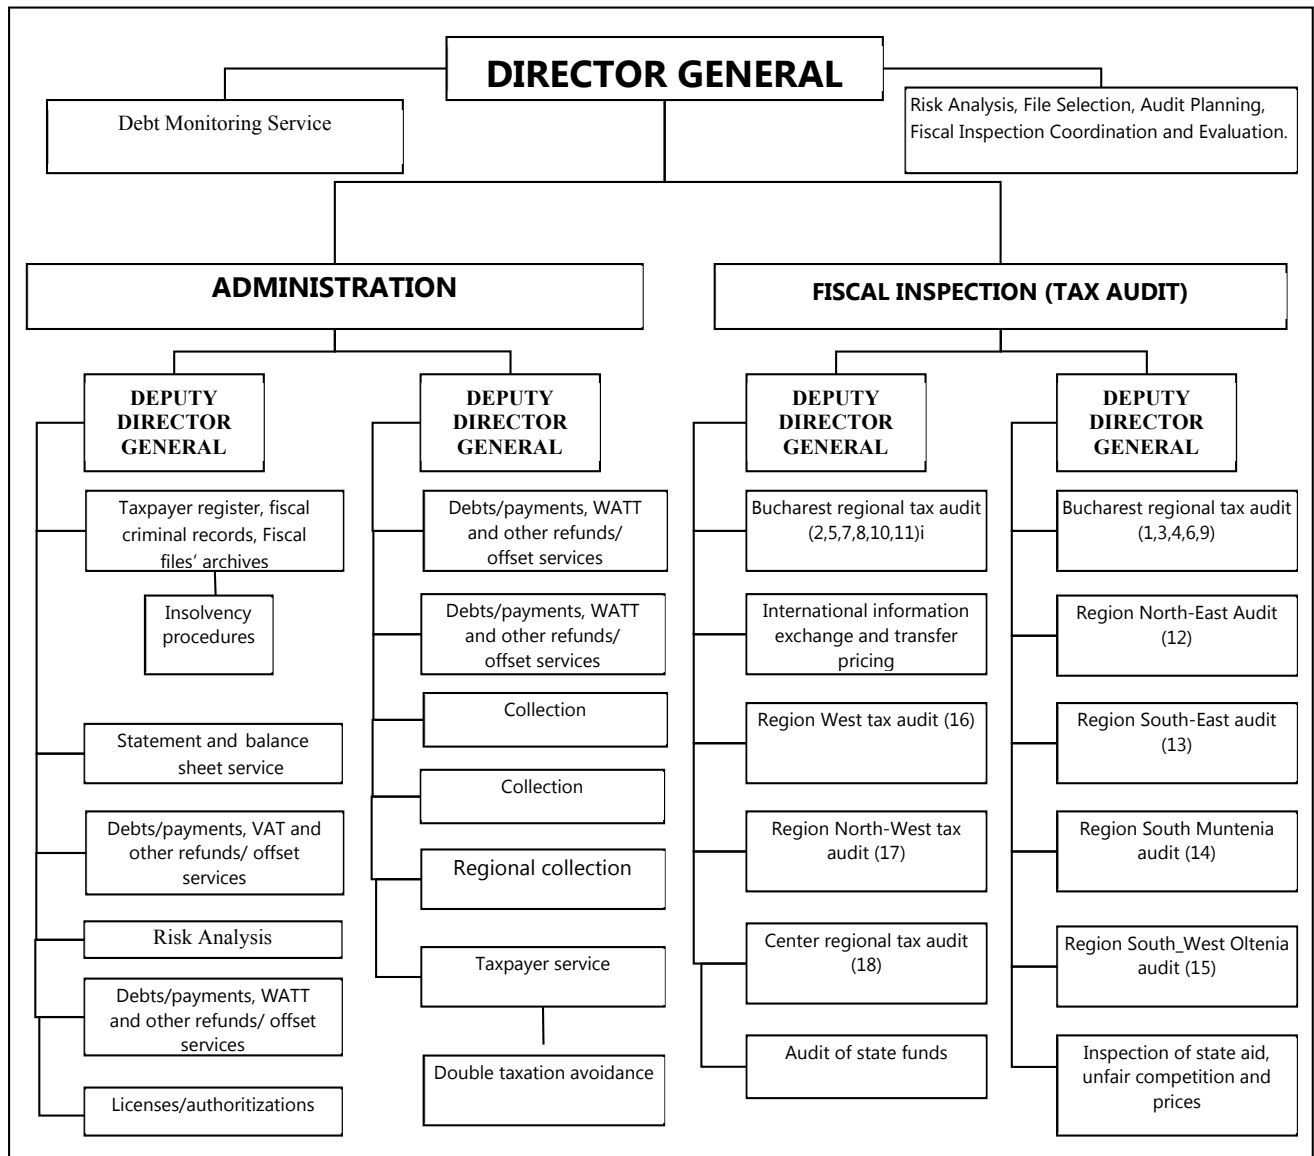 DIRECTOR GENERAL
Debt Monitoring Service
Risk Analysis, File Selection, Audit Planning,
Fiscal Inspection Coordination and Evaluation.
ADMINISTRATION
FISCAL INSPECTION (TAX AUDIT)
DEPUTY
DIRECTOR
GENERAL
Taxpayer register, fiscal
criminal records, Fiscal
files’ archives
Insolvency
procedures
Statement and balance
sheet service
Debts/payments, VAT and
other refunds/ offset
services
Risk Analysis
Debts/payments, WATT
and other refunds/ offset
services
Licenses/authoritizations
DEPUTY
DIRECTOR
GENERAL
Debts/payments, WATT
and other refunds/
offset services
Debts/payments, WATT
and other refunds/
offset services
Collection
Collection
Regional collection
Taxpayer service
Double taxation avoidance
DEPUTY
DIRECTOR
GENERAL
Bucharest regional tax audit
(2,5,7,8,10,11)i
International information
exchange and transfer
pricing
Region West tax audit (16)
Region North-West tax
audit (17)
Center regional tax audit
(18)
Audit of state funds
DEPUTY
DIRECTOR
GENERAL
Bucharest regional tax audit
(1,3,4,6,9)
Region North-East Audit
(12)
Region South-East audit
(13)
Region South Muntenia
audit (14)
Region South_West Oltenia
audit (15)
Inspection of state aid,
unfair competition and
prices